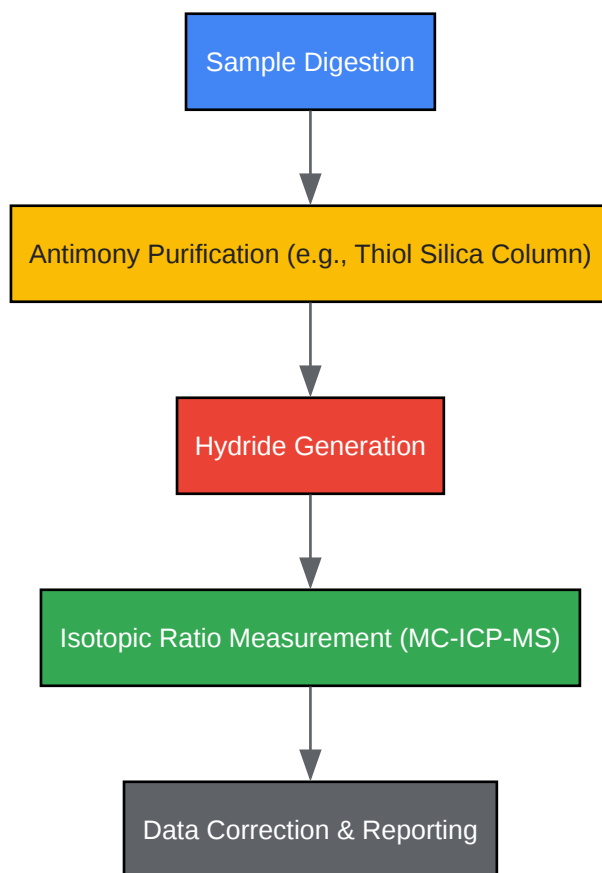 Sample Digestion
Antimony Purification (e.g., Thiol Silica Column)
Hydride Generation
Isotopic Ratio Measurement (MC-ICP-MS)
Data Correction & Reporting